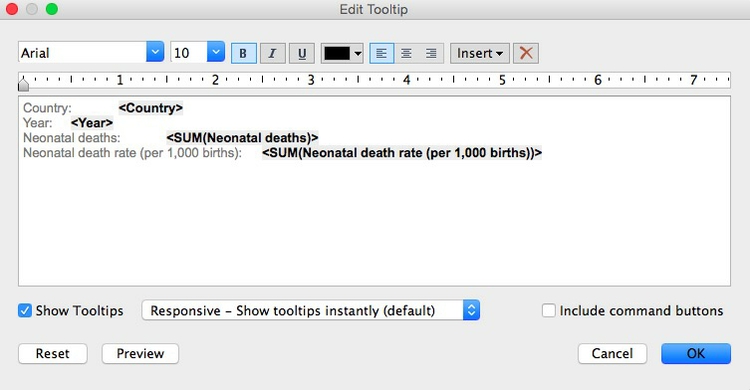 Edit Tooltip
Arial 10 B I U Insert
1 2 3 4 5 6 7
Country: <Country>
Year: <Year>
Neonatal deaths: <SUM(Neonatal deaths)>
Neonatal death rate (per 1,000 births): <SUM(Neonatal death rate (per 1,000 births))>
Show Tooltips Responsive – Show tooltips instantly (default) Include command buttons
Reset Preview Cancel OK